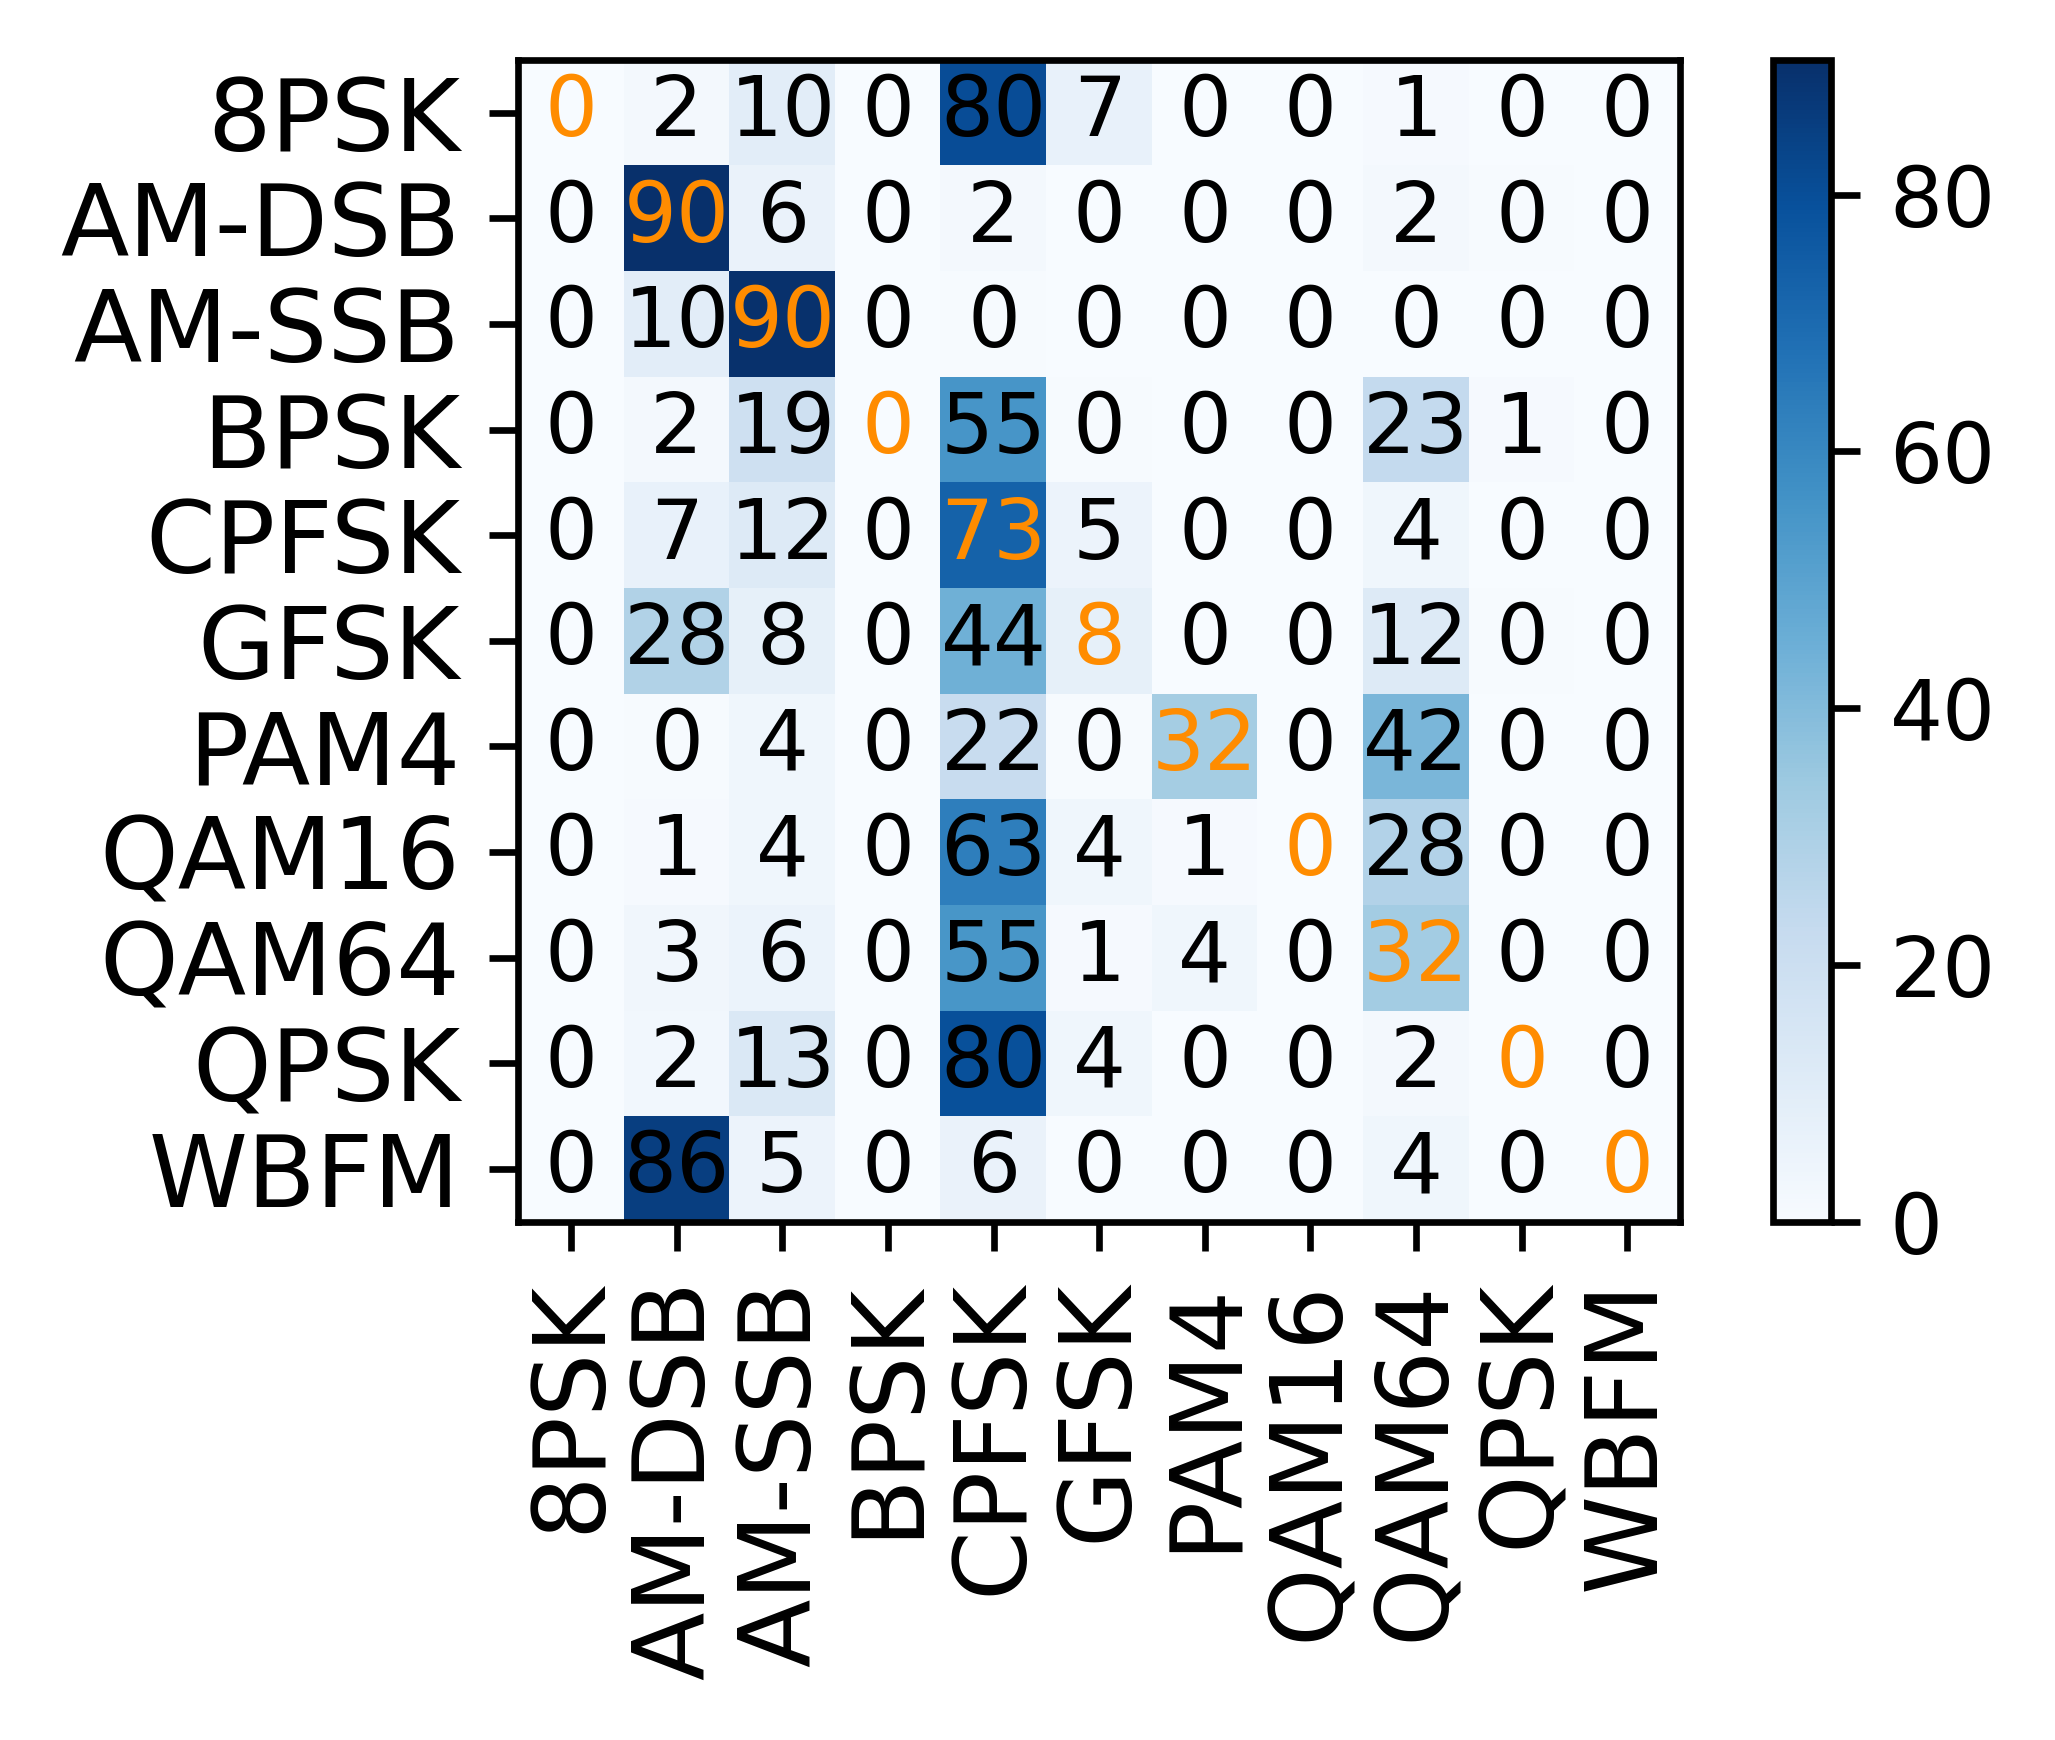 8PSK 0 2 10 0 80 7 0 0 1 0 0
AM-DSB 0 90 6 0 2 0 0 0 2 0 0
AM-SSB 0 10 90 0 0 0 0 0 0 0 0
BPSK 0 2 19 0 55 0 0 0 23 1 0
CPFSK 0 7 12 0 73 5 0 0 4 0 0
GFSK 0 28 8 0 44 8 0 0 12 0 0
PAM4 0 0 4 0 22 0 32 0 42 0 0
QAM16 0 1 4 0 63 4 1 0 28 0 0
QAM64 0 3 6 0 55 1 4 0 32 0 0
QPSK 0 2 13 0 80 4 0 0 2 0 0
WBFM 0 86 5 0 6 0 0 0 4 0 0
8PSK AM-DSB AM-SSB BPSK CPFSK GFSK PAM4 QAM16 QAM64 QPSK WBFM
80
60
40
20
0